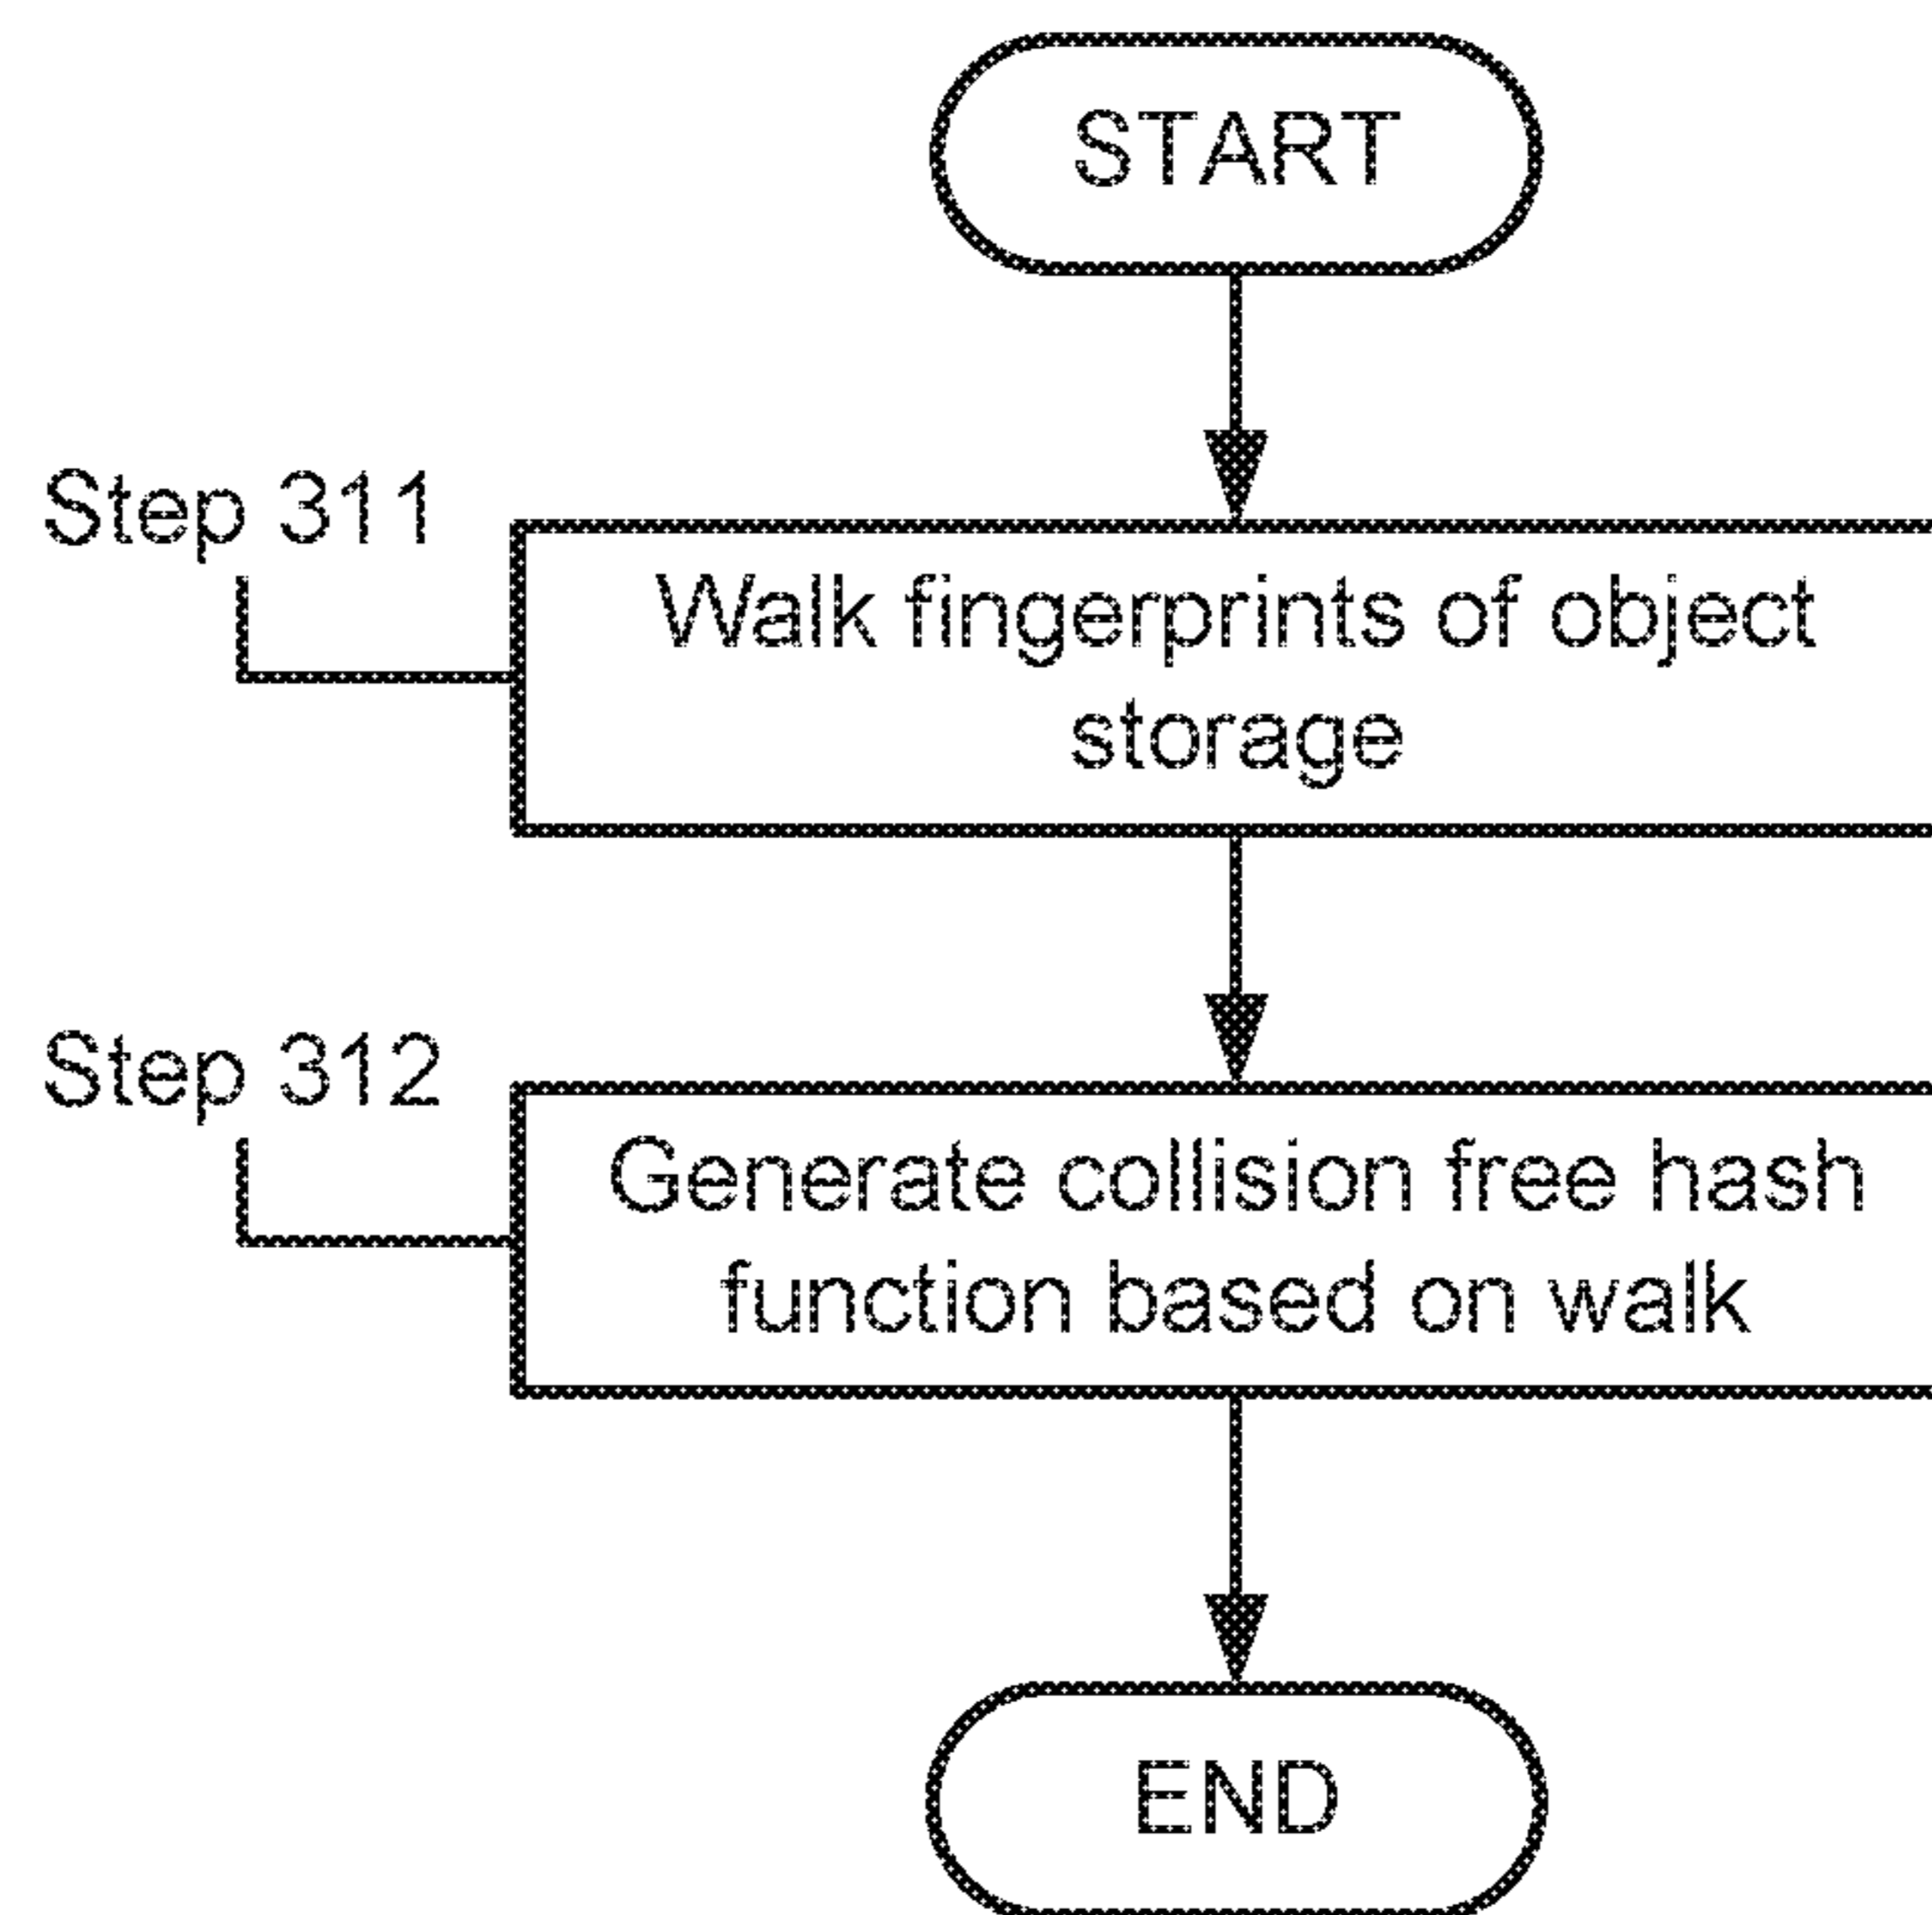 START
Step 311
Walk fingerprints of object
storage
Step 312
Generate collision free hash
function based on walk
END